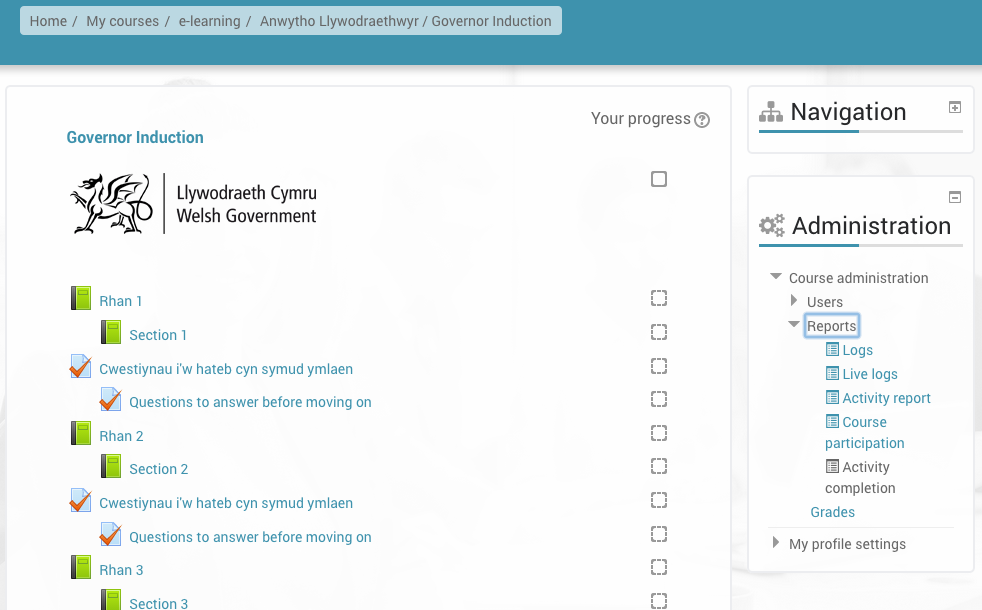 Home / My courses / e-learning / Anwytho Llywodraethwyr / Governor Induction
Your progress
Governor Induction
Llywodraeth Cymru
Welsh Government
Rhan 1
Section 1
Cwestiynau i'w hateb cyn symud ymlaen
Questions to answer before moving on
Rhan 2
Section 2
Cwestiynau i'w hateb cyn symud ymlaen
Questions to answer before moving on
Rhan 3
Section 3
Navigation
Administration
Course administration
Users
Reports
Logs
Live logs
Activity report
Course
participation
Activity
completion
Grades
My profile settings